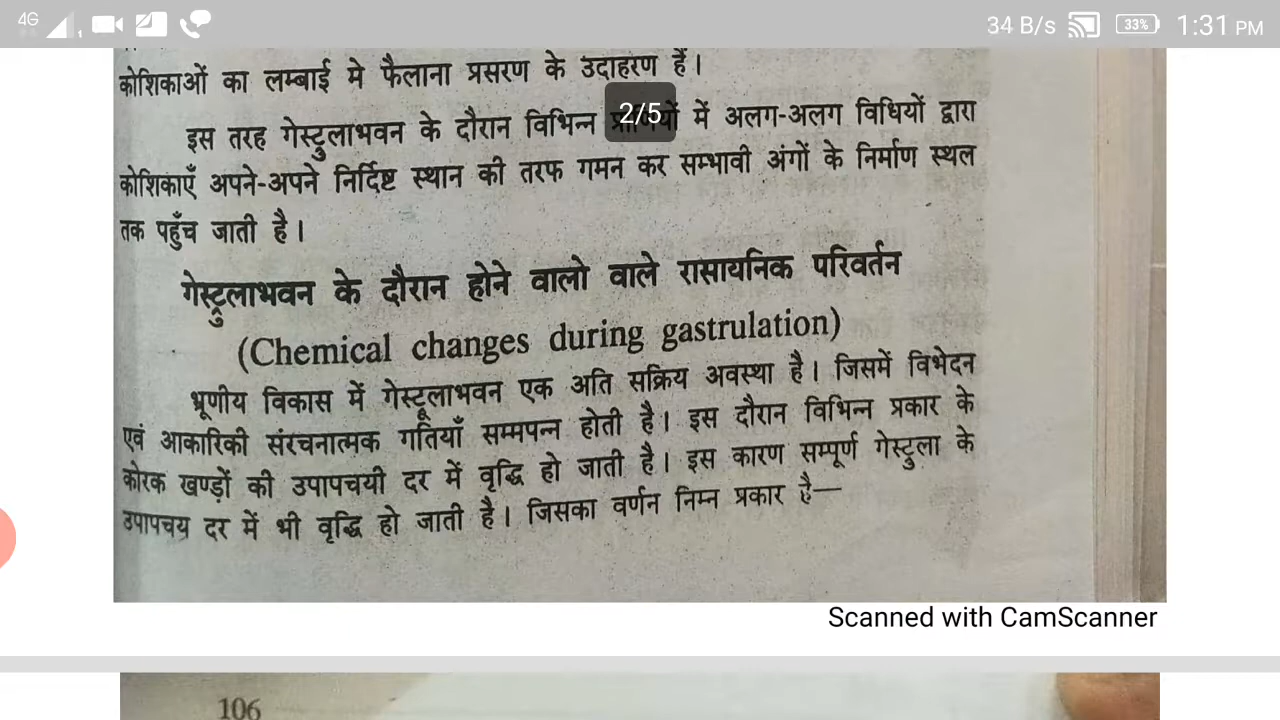 4G
34 B/s
33%
1:31 PM
कोशिकाओं का लम्बाई मे फैलाना प्रसरण के उदाहरण हैं।
2/5
इस तरह गेस्ट्रुलाभवन के दौरान विभिन्न में अलग-अलग विधियों द्वारा
कोशिकाएँ अपने-अपने निर्दिष्ट स्थान की तरफ गमन कर सम्भावी अंगों के निर्माण स्थल
तक पहुँच जाती है।
गेस्ट्रुलाभवन के दौरान होने वालो वाले रासायनिक परिवर्तन
(Chemical changes during gastrulation)
भ्रूणीय विकास में गेस्ट्रूलाभवन एक अति सक्रिय अवस्था है। जिसमें विभेदन
एवं आकारिकी संरचनात्मक गतियाँ सम्मपन्न होती है। इस दौरान विभिन्न प्रकार के
कोरक खण्डों की उपापचयी दर में वृद्धि हो जाती है। इस कारण सम्पूर्ण गेस्ट्रुला के
उपापचय दर में भी वृद्धि हो जाती है। जिसका वर्णन निम्न प्रकार है—
Scanned with CamScanner
106